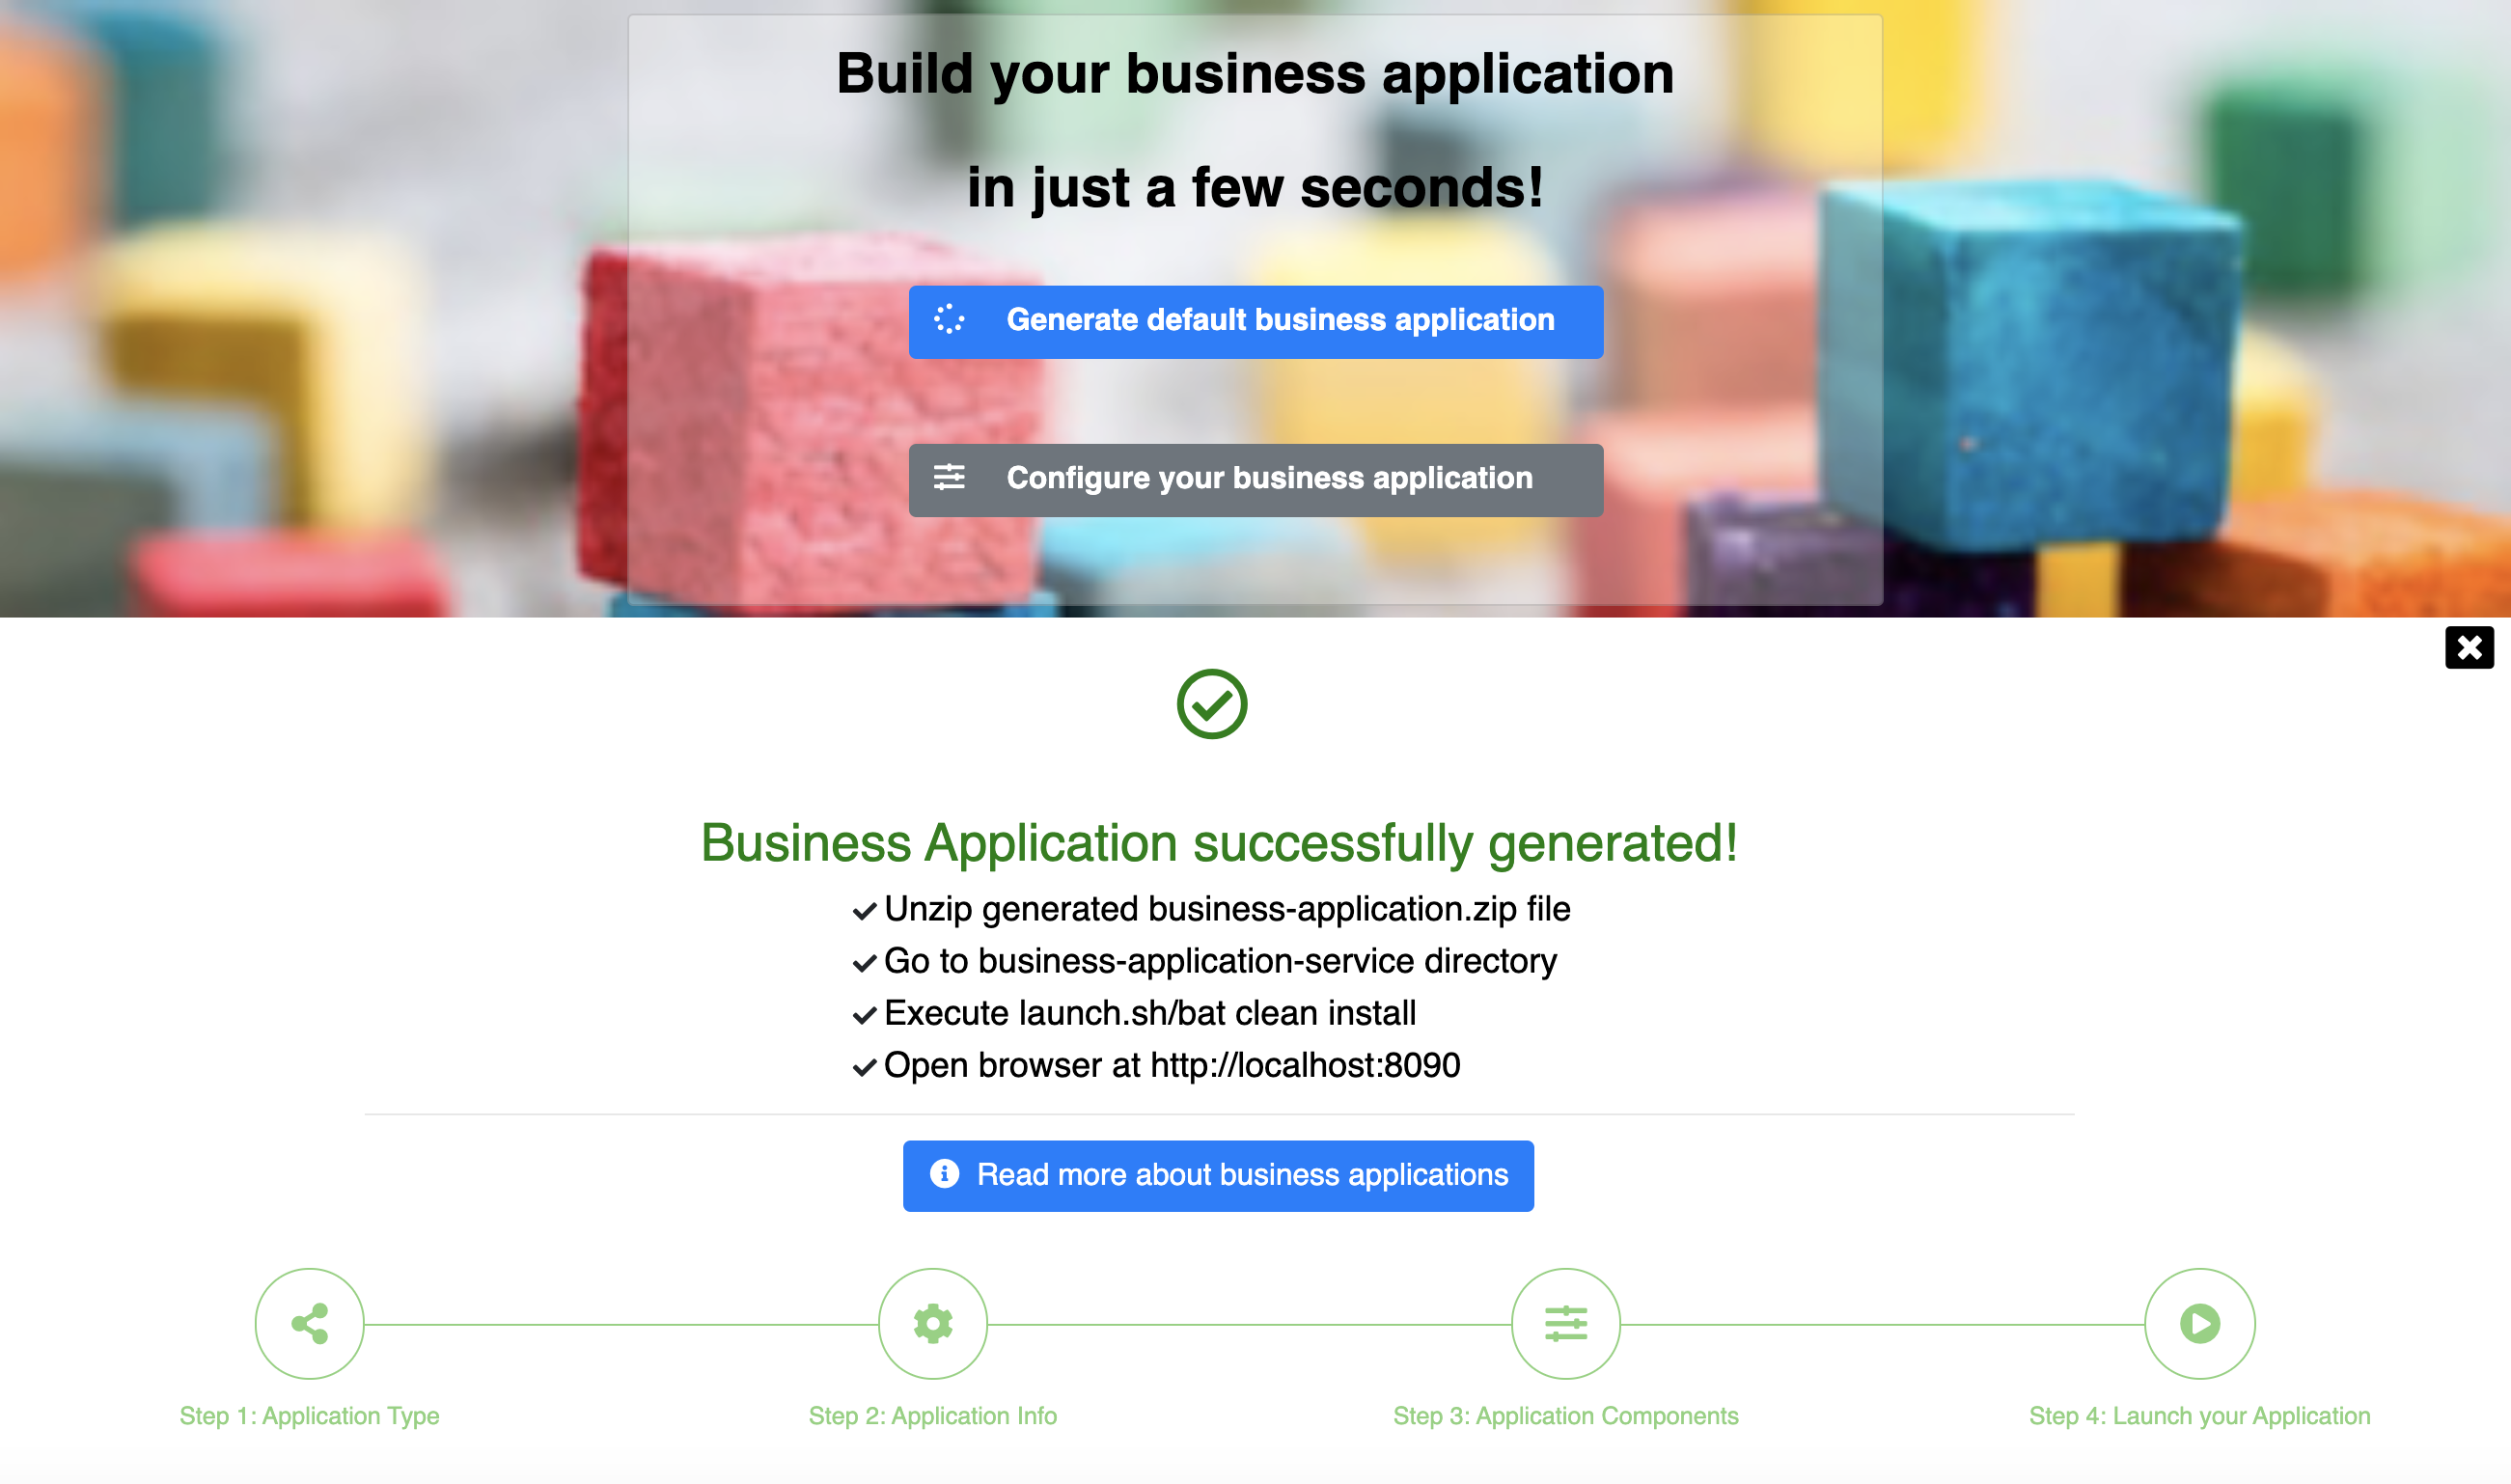 Build your business application
in just a few seconds!
Generate default business application
Configure your business application
Business Application successfully generated!
Unzip generated business-application.zip file
Go to business-application-service directory
Execute launch.sh/bat clean install
Open browser at http://localhost:8090
Read more about business applications
Step 1: Application Type
Step 2: Application Info
Step 3: Application Components
Step 4: Launch your Application